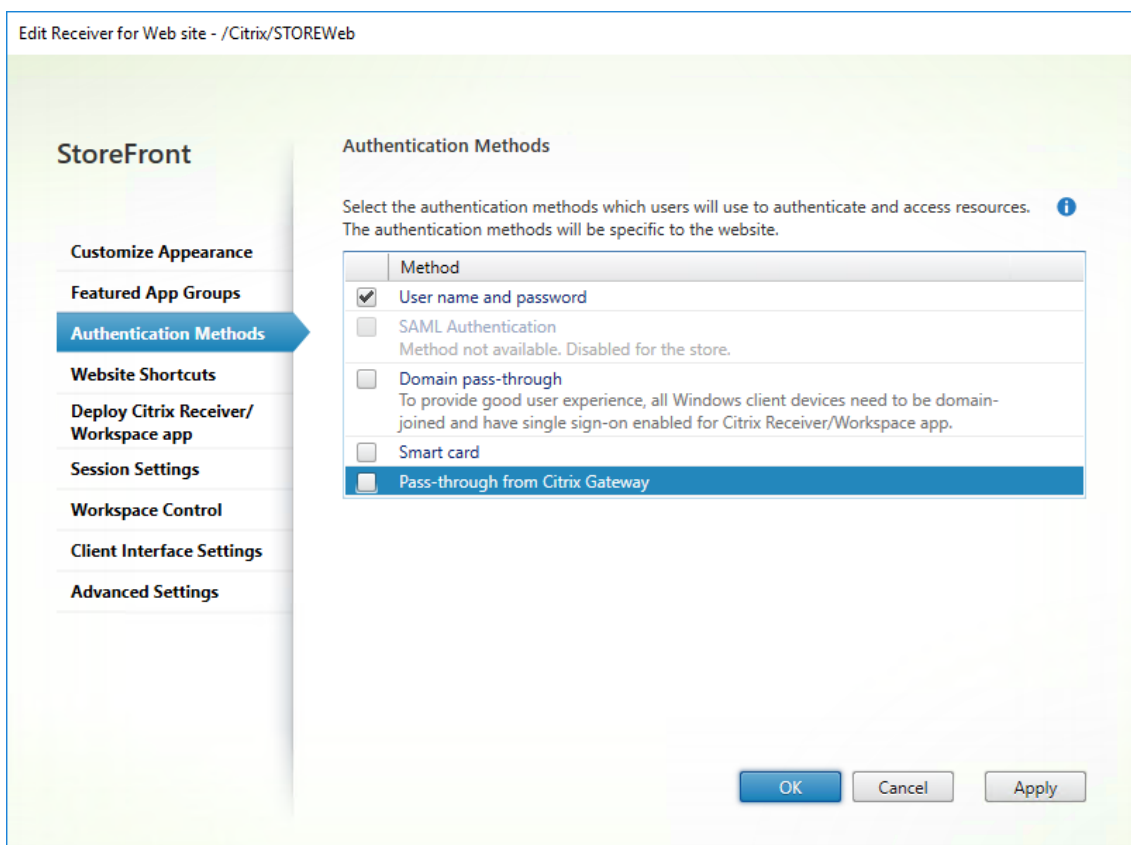 Edit Receiver for Web site - /Citrix/STOREWeb
StoreFront
Customize Appearance
Featured App Groups
Authentication Methods
Website Shortcuts
Deploy Citrix Receiver/
Workspace app
Session Settings
Workspace Control
Client Interface Settings
Advanced Settings
Authentication Methods
Select the authentication methods which users will use to authenticate and access resources.
The authentication methods will be specific to the website.
Method
User name and password
SAML Authentication
Method not available. Disabled for the store.
Domain pass-through
To provide good user experience, all Windows client devices need to be domain-
joined and have single sign-on enabled for Citrix Receiver/Workspace app.
Smart card
Pass-through from Citrix Gateway
OK
Cancel
Apply